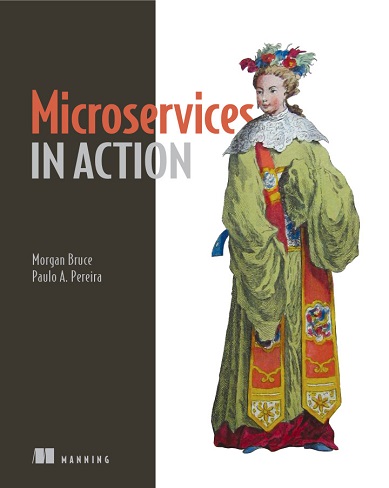 Microservices
IN ACTION
Morgan Bruce
Paulo A. Pereira
MANNING